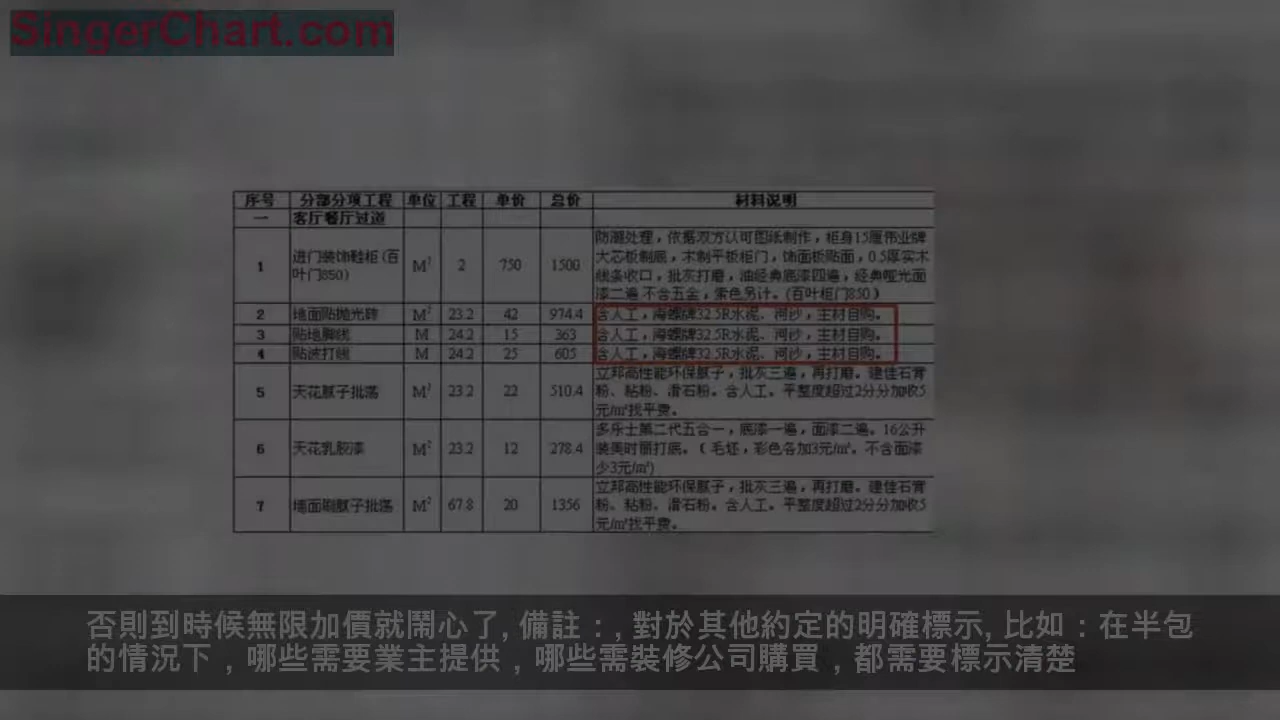 SingerChart.com
序号 分部分项工程 单位 工程 单价 总价 材料说明
一 客厅餐厅过道
1 进门装饰鞋柜(百叶门850) M² 2 750 1500 防潮处理，依据双方认可图纸制作，柜身15厘伟业牌
大芯板制底，木制平板柜门，饰面板贴面，0.5厚实木
线条收口，批灰打磨，油经典底漆四遍，经典哑光面
漆二遍 不含五金，索色另计。(百叶柜门850）
2 地面贴抛光砖 M² 23.2 42 974.4 含人工，海螺牌32.5R水泥、河沙，主材自购。
3 贴地脚线 M 24.2 15 363 含人工，海螺牌32.5R水泥、河沙，主材自购。
4 贴波打线 M 24.2 25 605 含人工，海螺牌32.5R水泥、河沙，主材自购。
5 天花腻子批荡 M² 23.2 22 510.4 立邦高性能环保腻子，批灰三遍，再打磨。建佳石膏
粉、粘粉、滑石粉。含人工。平整度超过2分分加收5
元/m²找平费。
6 天花乳胶漆 M² 23.2 12 278.4 多乐士第二代五合一，底漆一遍，面漆二遍。16公升
装美时丽打底。（毛坯，彩色各加3元/m²。不含面漆
少3元/m²)
7 墙面刷腻子批荡 M² 67.8 20 1356 立邦高性能环保腻子，批灰三遍，再打磨。建佳石膏
粉、粘粉、滑石粉。含人工。平整度超过2分分加收5
元/m²找平费。
否則到時候無限加價就鬧心了, 備註：, 對於其他約定的明確標示, 比如：在半包
的情況下，哪些需要業主提供，哪些需裝修公司購買，都需要標示清楚